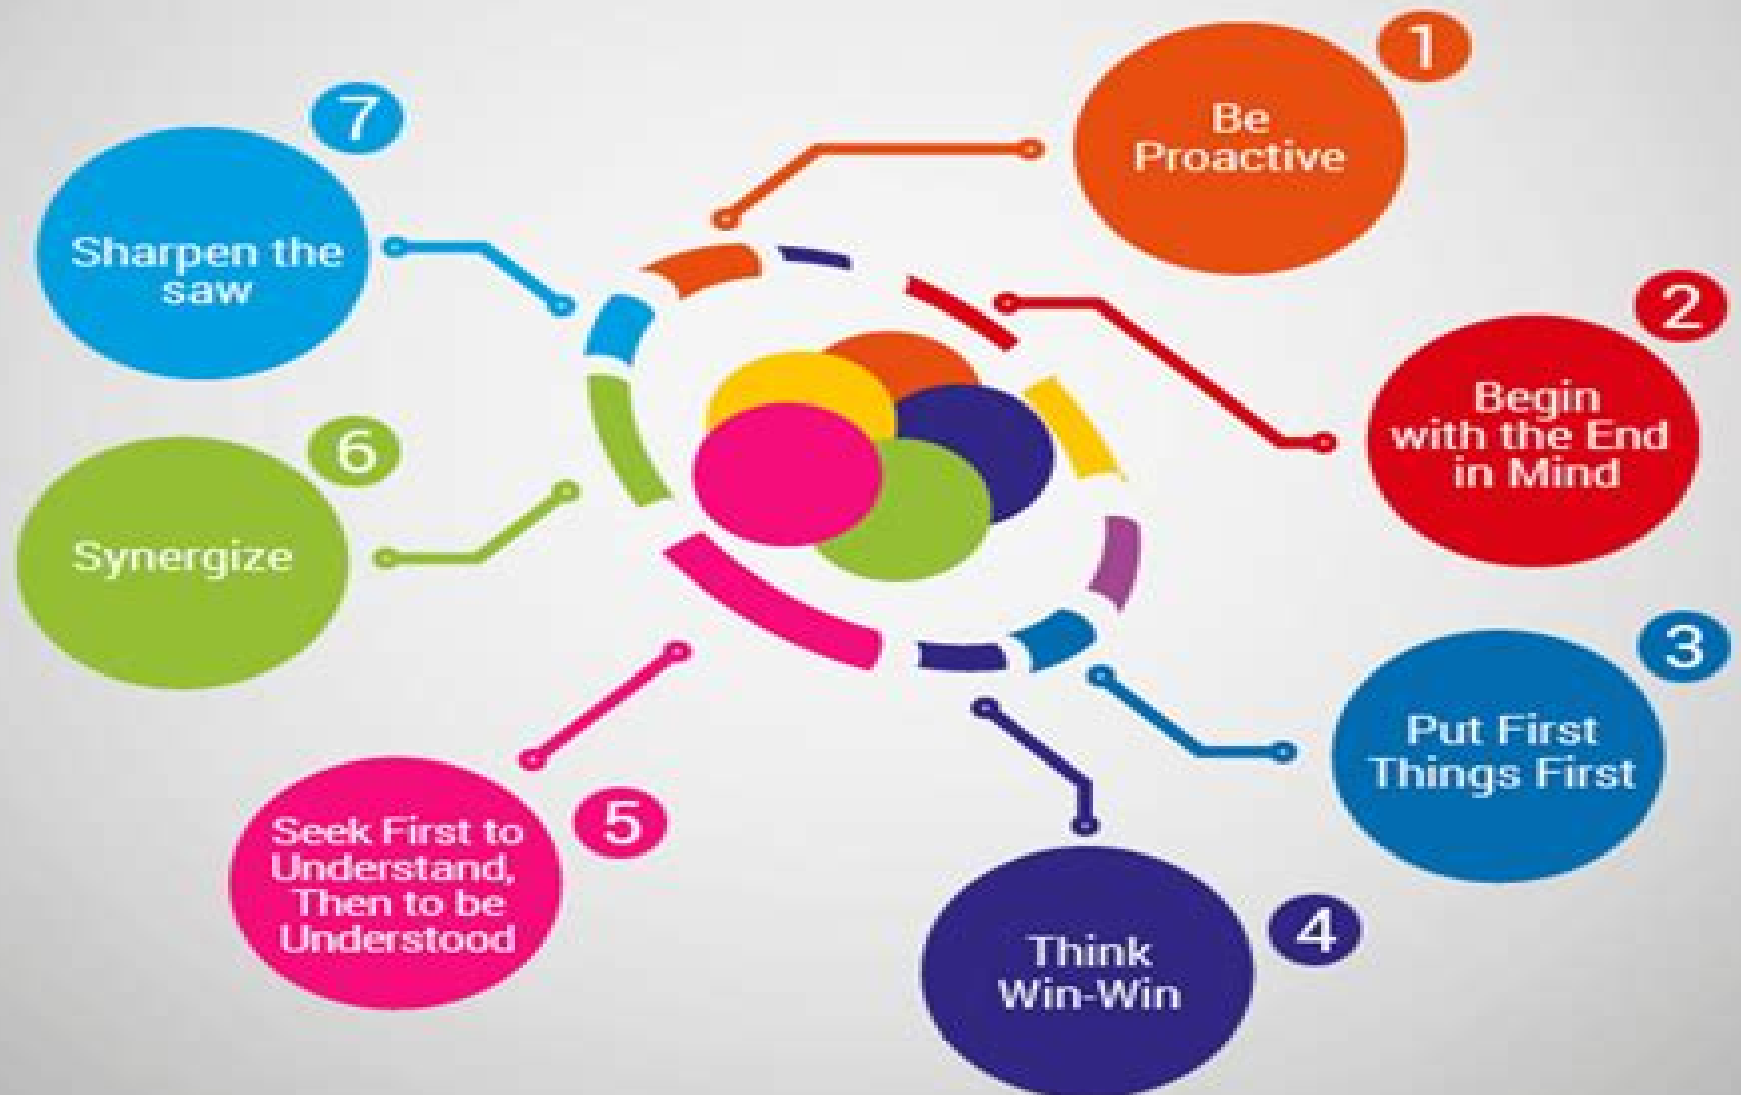 1
Be
Proactive
2
Begin
with the End
in Mind
3
Put First
Things First
4
Think
Win-Win
5
Seek First to
Understand,
Then to be
Understood
6
Synergize
7
Sharpen the
saw